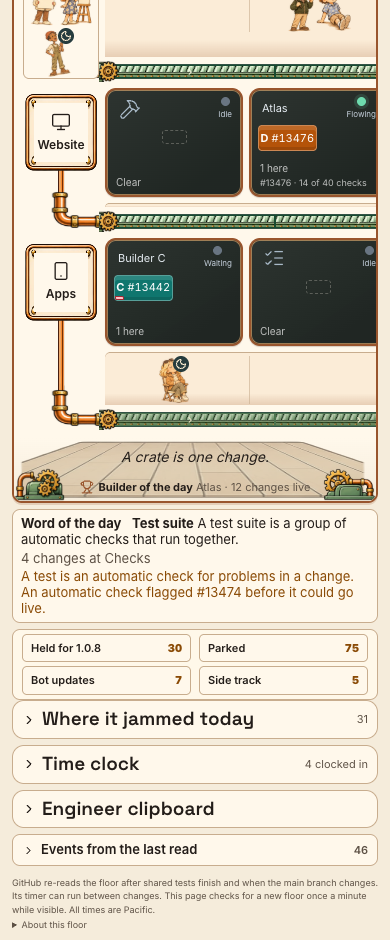 Idle
Clear
Atlas
Flowing
D #13476
1 here
#13476 · 14 of 40 checks
Website
Builder C
Waiting
C #13442
1 here
Idle
Clear
Apps
A crate is one change.
Builder of the day Atlas · 12 changes live
Word of the day Test suite A test suite is a group of
automatic checks that run together.
4 changes at Checks
A test is an automatic check for problems in a change.
An automatic check flagged #13474 before it could go
live.
Held for 1.0.8 30
Parked 75
Bot updates 7
Side track 5
Where it jammed today 31
Time clock 4 clocked in
Engineer clipboard
Events from the last read 46
GitHub re-reads the floor after shared tests finish and when the main branch changes.
Its timer can run between changes. This page checks for a new floor once a minute
while visible. All times are Pacific.
About this floor